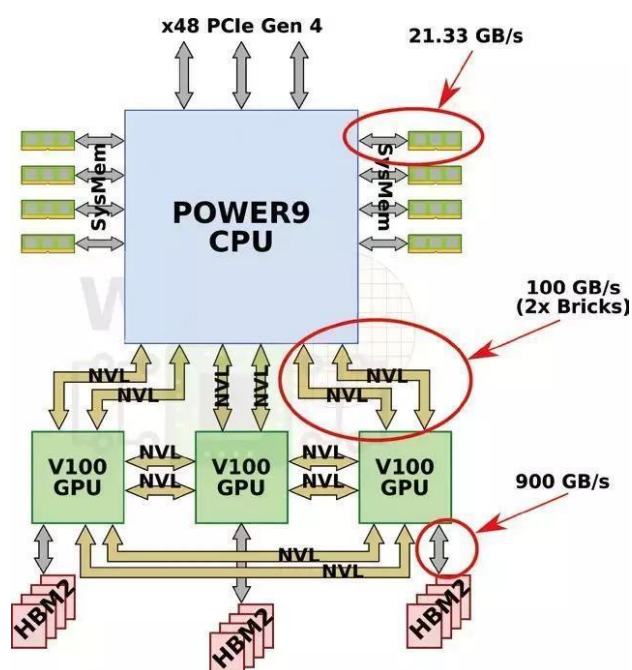 x48 PCIe Gen 4
21.33 GB/s
SysMem
SysMem
POWER9
CPU
100 GB/s
(2x Bricks)
NVL
NVL
NVL
NVL
NVL
NVL
V100
GPU
NVL
NVL
V100
GPU
NVL
NVL
V100
GPU
900 GB/s
NVL
NVL
HBM2
HBM2
HBM2